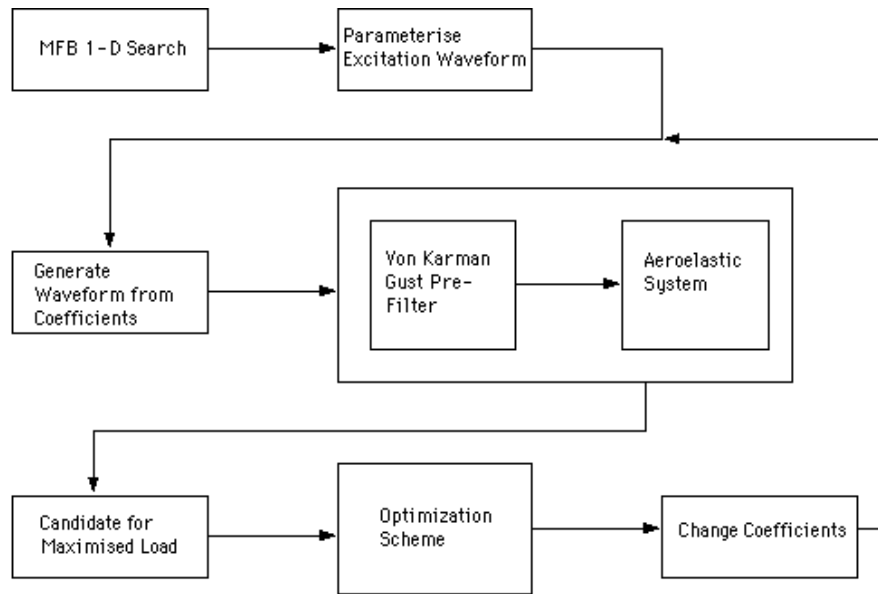 MFB 1-D Search
Parameterise
Excitation Waveform
Generate
Waveform from
Coefficients
Von Karman
Gust Pre-
Filter
Aeroelastic
System
Candidate for
Maximised Load
Optimization
Scheme
Change Coefficients